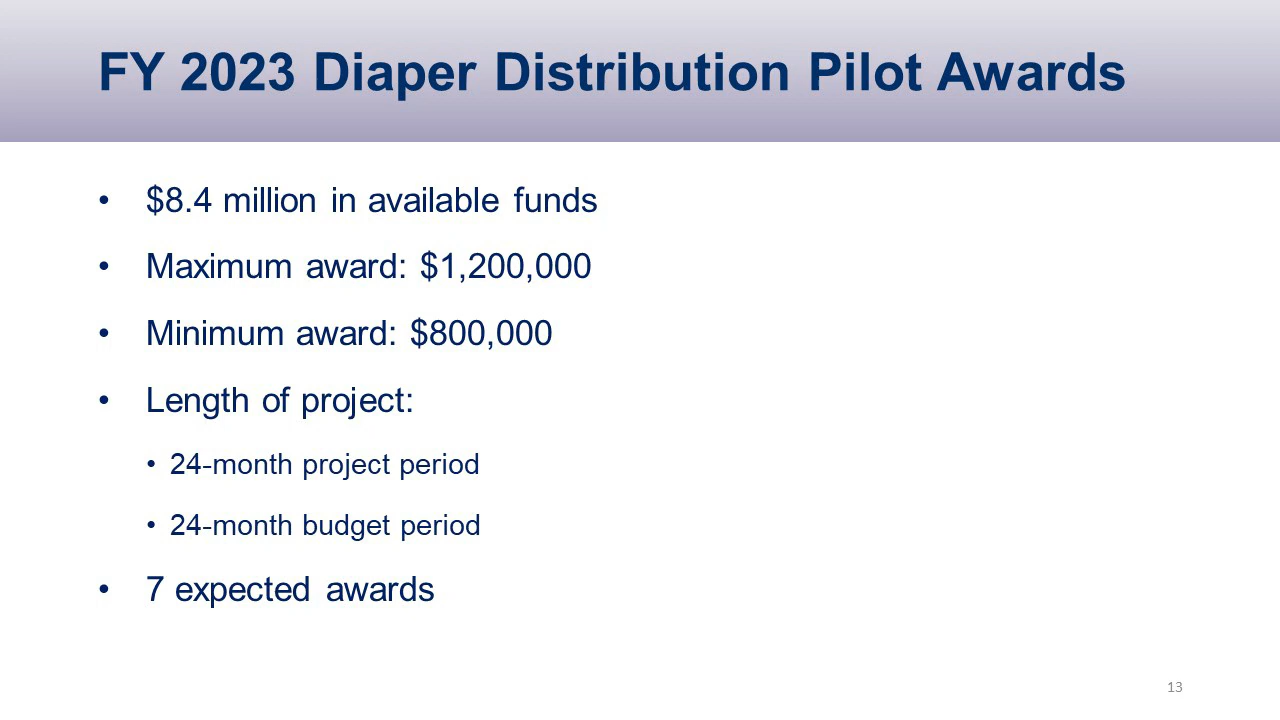 FY 2023 Diaper Distribution Pilot Awards
• $8.4 million in available funds
• Maximum award: $1,200,000
• Minimum award: $800,000
• Length of project:
• 24-month project period
• 24-month budget period
• 7 expected awards
13